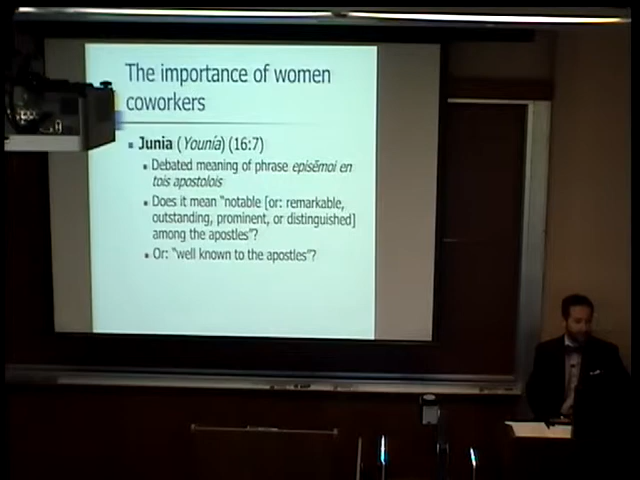 The importance of women
coworkers
Junia (Younía) (16:7)
Debated meaning of phrase episēmoi en
tois apostolois
Does it mean "notable [or: remarkable,
outstanding, prominent, or distinguished]
among the apostles"?
Or: "well known to the apostles"?